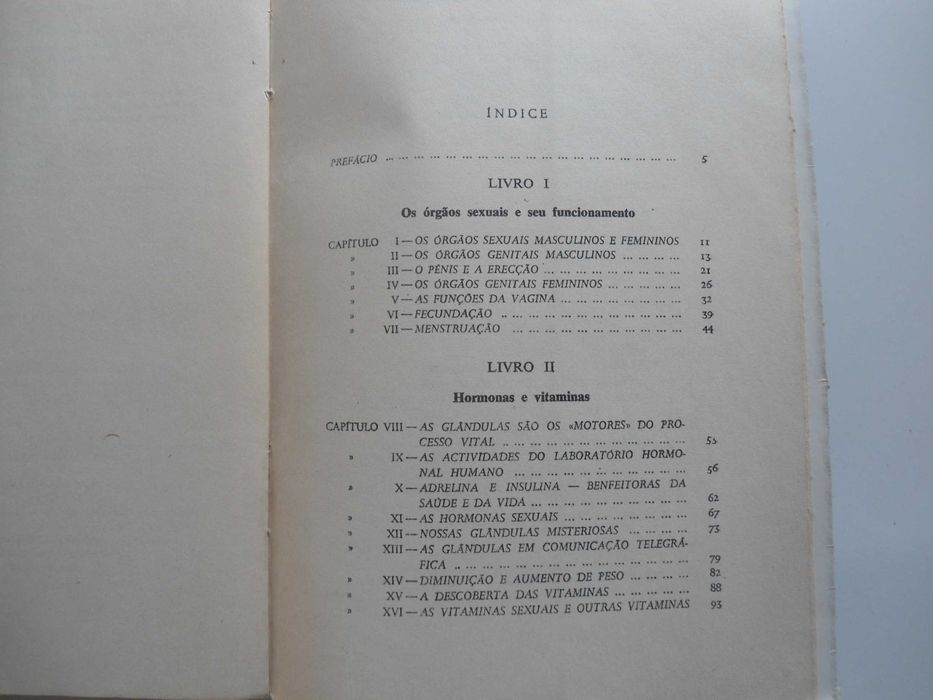 ÍNDICE
PREFÁCIO ... ... ... ... ... ... ... ... ... ... ... ... ... ... ... ... ... ... ... 5
LIVRO I
Os órgãos sexuais e seu funcionamento
CAPÍTULO I — OS ÓRGÃOS SEXUAIS MASCULINOS E FEMININOS 11
» II — OS ÓRGÃOS GENITAIS MASCULINOS ... ... ... ... 13
» III — O PÉNIS E A ERECÇÃO ... ... ... ... ... ... ... ... ... 21
» IV — OS ÓRGÃOS GENITAIS FEMININOS ... ... ... ... ... 26
» V — AS FUNÇÕES DA VAGINA ... ... ... ... ... ... ... ... 32
» VI — FECUNDAÇÃO .. ... ... ... ... ... ... ... ... ... ... ... 39
» VII — MENSTRUAÇÃO ... ... ... ... ... ... ... ... ... ... ... 44
LIVRO II
Hormonas e vitaminas
CAPÍTULO VIII — AS GLÂNDULAS SÃO OS «MOTORES» DO PRO-
CESSO VITAL .. ... ... ... ... ... ... ... ... ... ... ... 51
» IX — AS ACTIVIDADES DO LABORATÓRIO HORMO-
NAL HUMANO ... ... ... ... ... ... ... ... ... ... ... 56
» X — ADRELINA E INSULINA — BENFEITORAS DA
SAÚDE E DA VIDA ... ... ... ... ... ... ... ... ... ... 62
» XI — AS HORMONAS SEXUAIS ... ... ... ... ... ... ... ... 67
» XII — NOSSAS GLÂNDULAS MISTERIOSAS ... ... ... ... 73
» XIII — AS GLÂNDULAS EM COMUNICAÇÃO TELEGRÁ-
FICA .. ... ... ... ... ... ... ... ... ... ... ... ... ... ... 79
» XIV — DIMINUIÇÃO E AUMENTO DE PESO ... ... ... ... 82
» XV — A DESCOBERTA DAS VITAMINAS ... ... ... ... ... 88
» XVI — AS VITAMINAS SEXUAIS E OUTRAS VITAMINAS 93